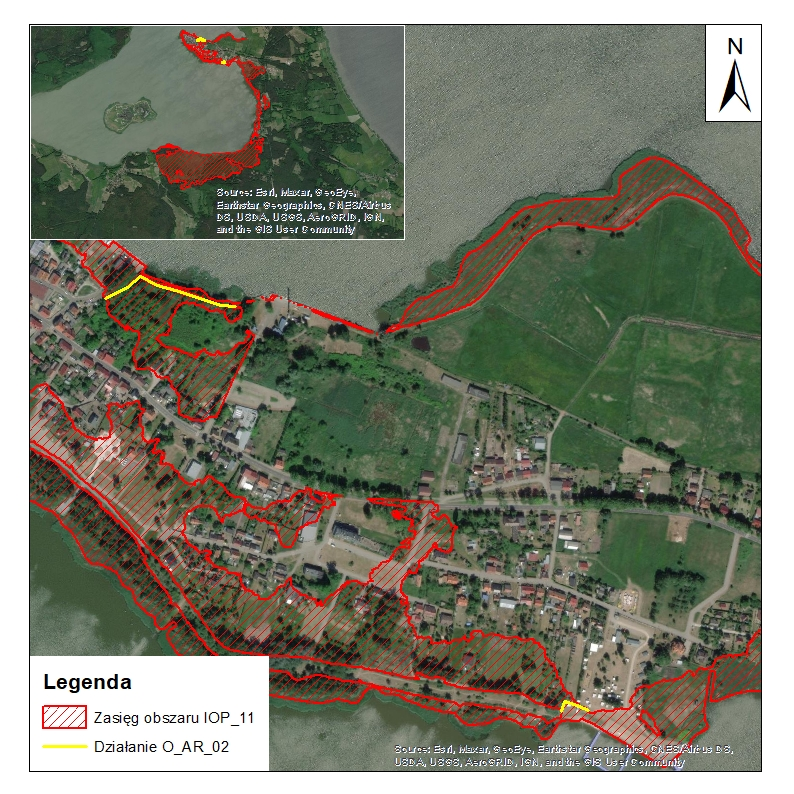 Source: Esri, Maxar, GeoEye,
Earthstar Geographics, CNES/Airbus
DS, USDA, USGS, AeroGRID, IGN,
and the GIS User Community
N
Legenda
Zasięg obszaru IOP_11
Działanie O_AR_02
Source: Esri, Maxar, GeoEye, Earthstar Geographics, CNES/Airbus DS,
USDA, USGS, AeroGRID, IGN, and the GIS User Community